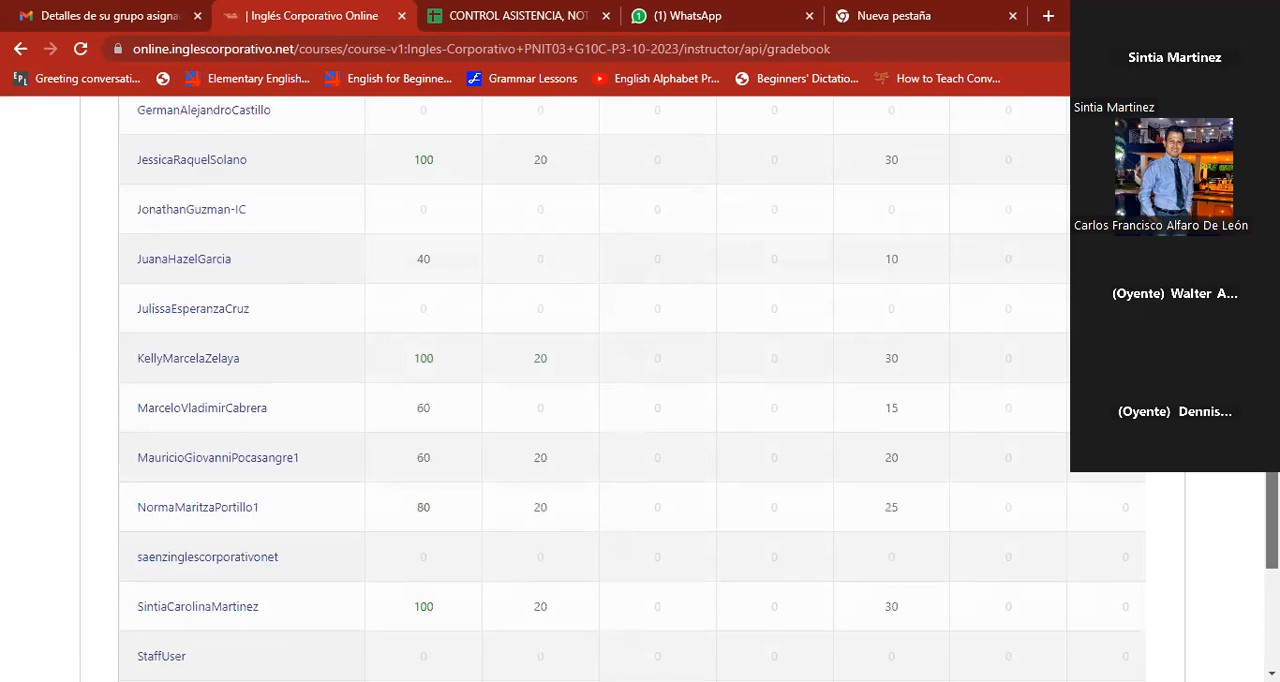 Detalles de su grupo asigna
| Inglés Corporativo Online
CONTROL ASISTENCIA, NOT
(1) WhatsApp
Nueva pestaña
online.inglescorporativo.net/courses/course-v1:Ingles-Corporativo+PNIT03+G10C-P3-10-2023/instructor/api/gradebook
Greeting conversati...
Elementary English...
English for Beginne...
Grammar Lessons
English Alphabet Pr...
Beginners' Dictatio...
How to Teach Conv...
GermanAlejandroCastillo 0 0 0 0 0 0
JessicaRaquelSolano 100 20 0 0 30 0
JonathanGuzman-IC 0 0 0 0 0 0
JuanaHazelGarcia 40 0 0 0 10 0
JulissaEsperanzaCruz 0 0 0 0 0 0
KellyMarcelaZelaya 100 20 0 0 30 0
MarceloVladimirCabrera 60 0 0 0 15 0
MauricioGiovanniPocasangre1 60 20 0 0 20 0
NormaMaritzaPortillo1 80 20 0 0 25 0 0
saenzinglescorporativonet 0 0 0 0 0 0 0
SintiaCarolinaMartinez 100 20 0 0 30 0 0
StaffUser 0 0 0 0 0 0 0
Sintia Martinez
Sintia Martinez
Carlos Francisco Alfaro De León
(Oyente) Walter A...
(Oyente) Dennis...